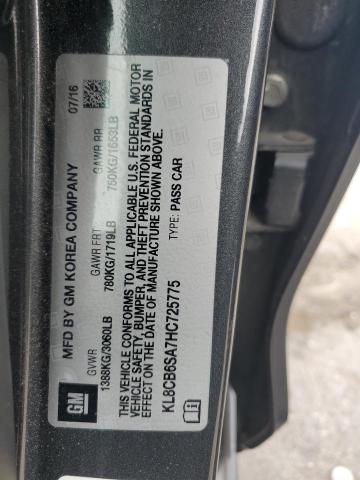 MFD BY GM KOREA COMPANY 07/16
GVWR GAWR FRT GAWR RR
1388KG/3060LB 780KG/1719LB 750KG/1653LB
THIS VEHICLE CONFORMS TO ALL APPLICABLE U.S. FEDERAL MOTOR
VEHICLE SAFETY, BUMPER, AND THEFT PREVENTION STANDARDS IN
EFFECT ON THE DATE OF MANUFACTURE SHOWN ABOVE.
KL8CB6SA7HC725775 TYPE: PASS CAR
GM